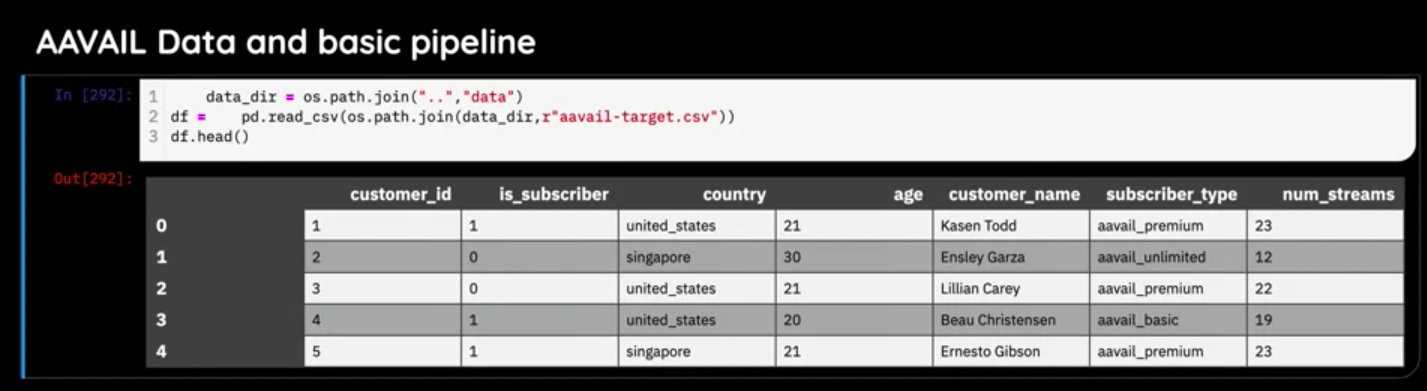 AAVAIL Data and basic pipeline
In [292]:
1 data_dir = os.path.join("..","data")
2 df = pd.read_csv(os.path.join(data_dir,r"aavail-target.csv"))
3 df.head()
Out[292]:
customer_id is_subscriber country age customer_name subscriber_type num_streams
0 1 1 united_states 21 Kasen Todd aavail_premium 23
1 2 0 singapore 30 Ensley Garza aavail_unlimited 12
2 3 0 united_states 21 Lillian Carey aavail_premium 22
3 4 1 united_states 20 Beau Christensen aavail_basic 19
4 5 1 singapore 21 Ernesto Gibson aavail_premium 23